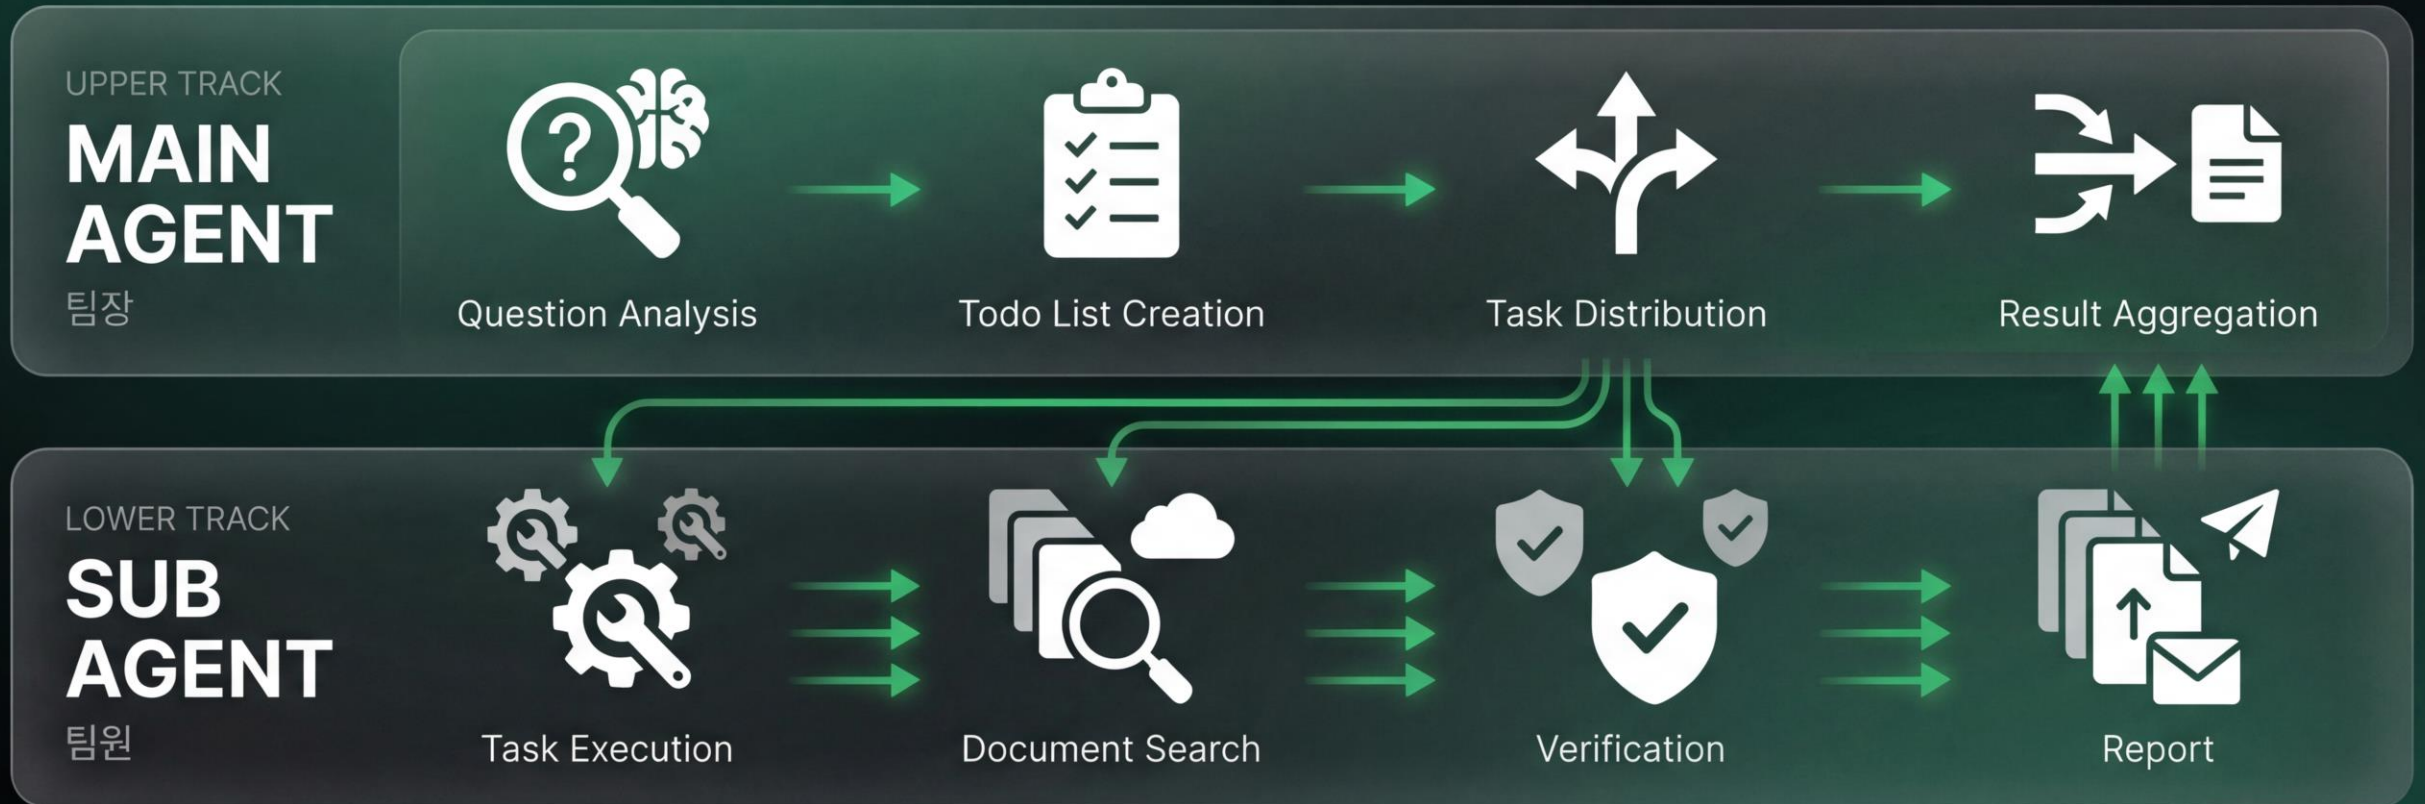 UPPER TRACK
MAIN
AGENT
팀장
Question Analysis
Todo List Creation
Task Distribution
Result Aggregation
LOWER TRACK
SUB
AGENT
팀원
Task Execution
Document Search
Verification
Report